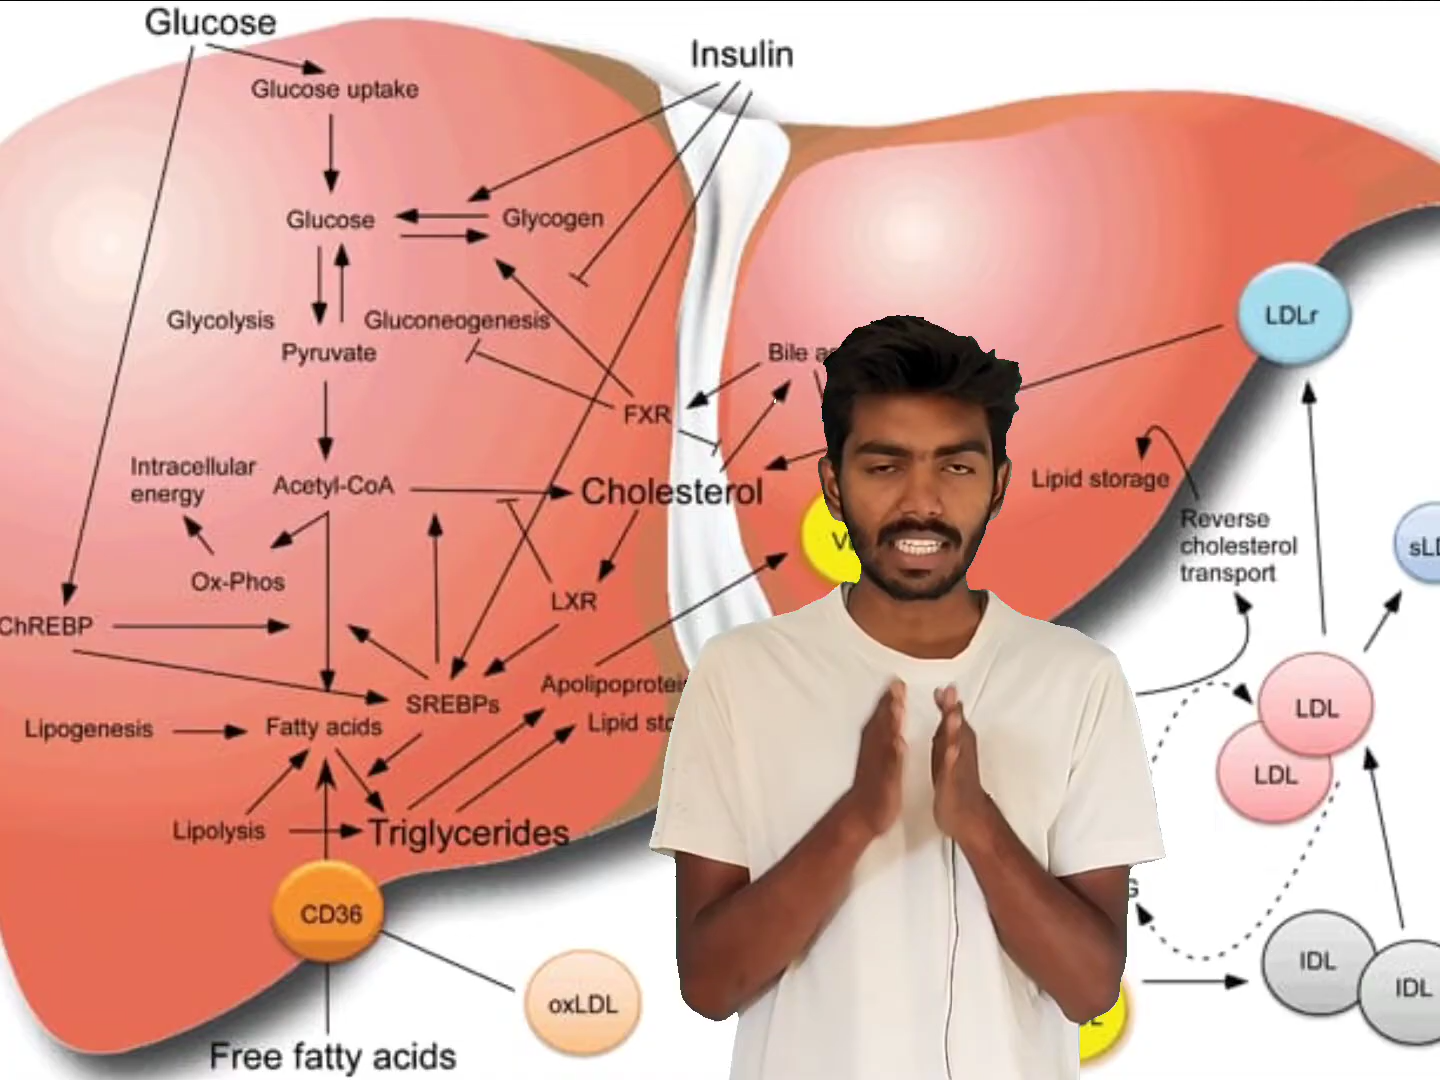 Glucose
Insulin
Glucose uptake
Glucose
Glycogen
Glycolysis
Gluconeogenesis
Pyruvate
Bile
FXR
LDLr
Intracellular
energy
Acetyl-CoA
Cholesterol
Lipid storage
Reverse
cholesterol
transport
Ox-Phos
LXR
ChREBP
SREBPs
Lipogenesis
Fatty acids
Lipolysis
Triglycerides
Lipid
LDL
LDL
CD36
oxLDL
IDL
IDL
Free fatty acids